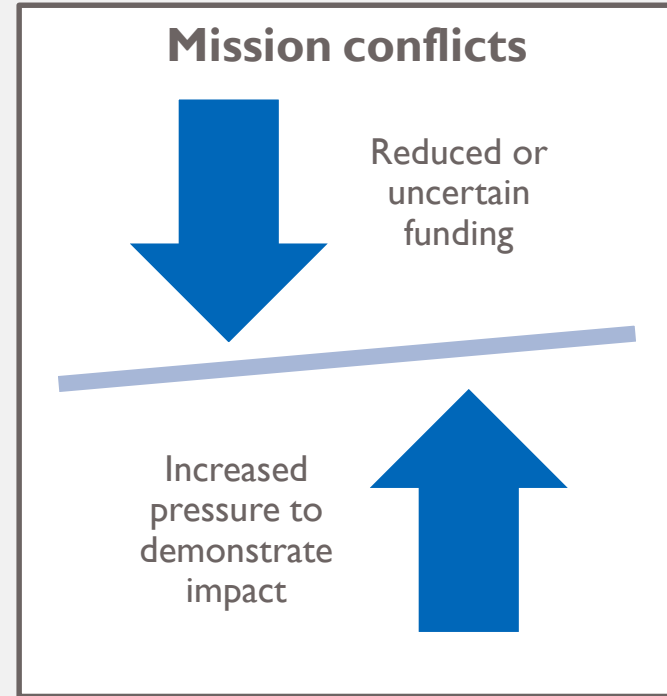 Mission conflicts
Reduced or
uncertain
funding
Increased
pressure to
demonstrate
impact